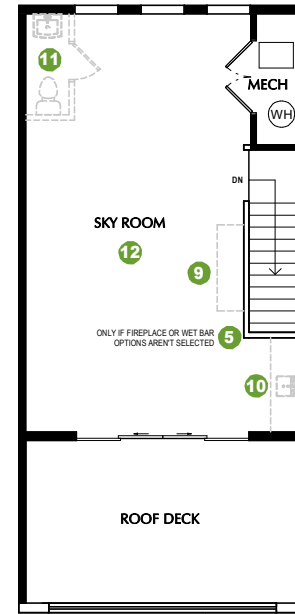 11
MECH
WH
DN
SKY ROOM
12
9
ONLY IF FIREPLACE OR WET BAR
OPTIONS AREN'T SELECTED
5
10
ROOF DECK